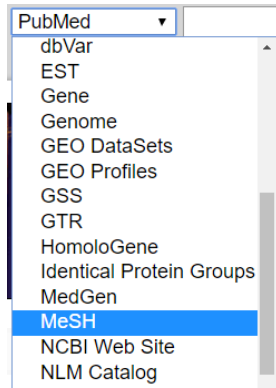 PubMed
dbVar
EST
Gene
Genome
GEO DataSets
GEO Profiles
GSS
GTR
HomoloGene
Identical Protein Groups
MedGen
MeSH
NCBI Web Site
NLM Catalog